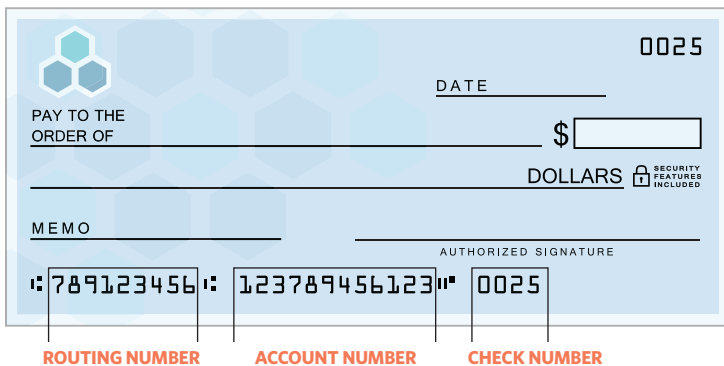 0025
DATE
PAY TO THE
ORDER OF
$
DOLLARS
SECURITY
FEATURES
INCLUDED
MEMO
AUTHORIZED SIGNATURE
⑆789123456⑆ 123789456123⑈ 0025
ROUTING NUMBER ACCOUNT NUMBER CHECK NUMBER